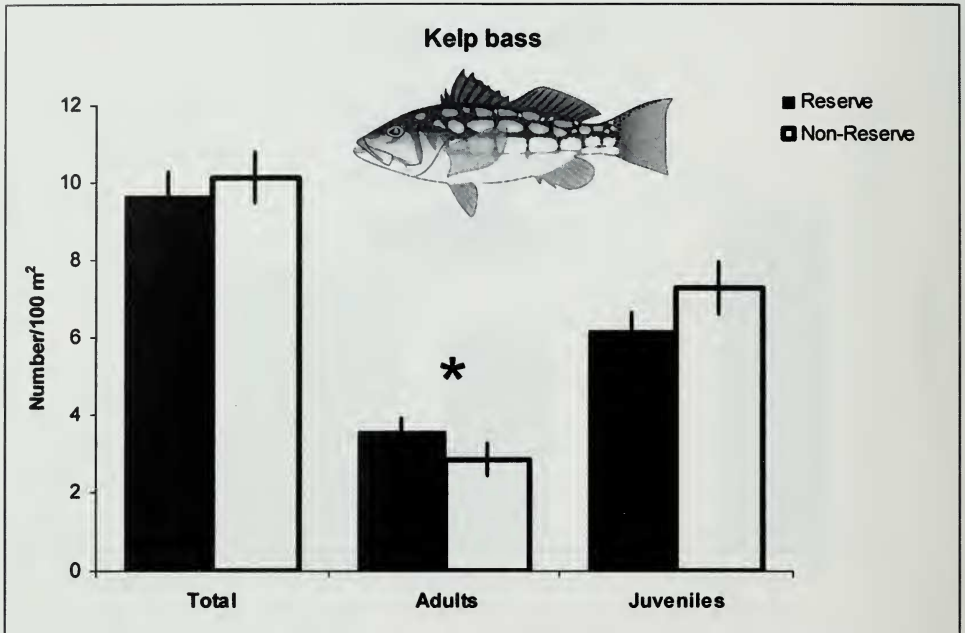 Kelp bass
Reserve
Non-Reserve
Number/100 m²
12
10
8
6
4
2
0
*
Total
Adults
Juveniles